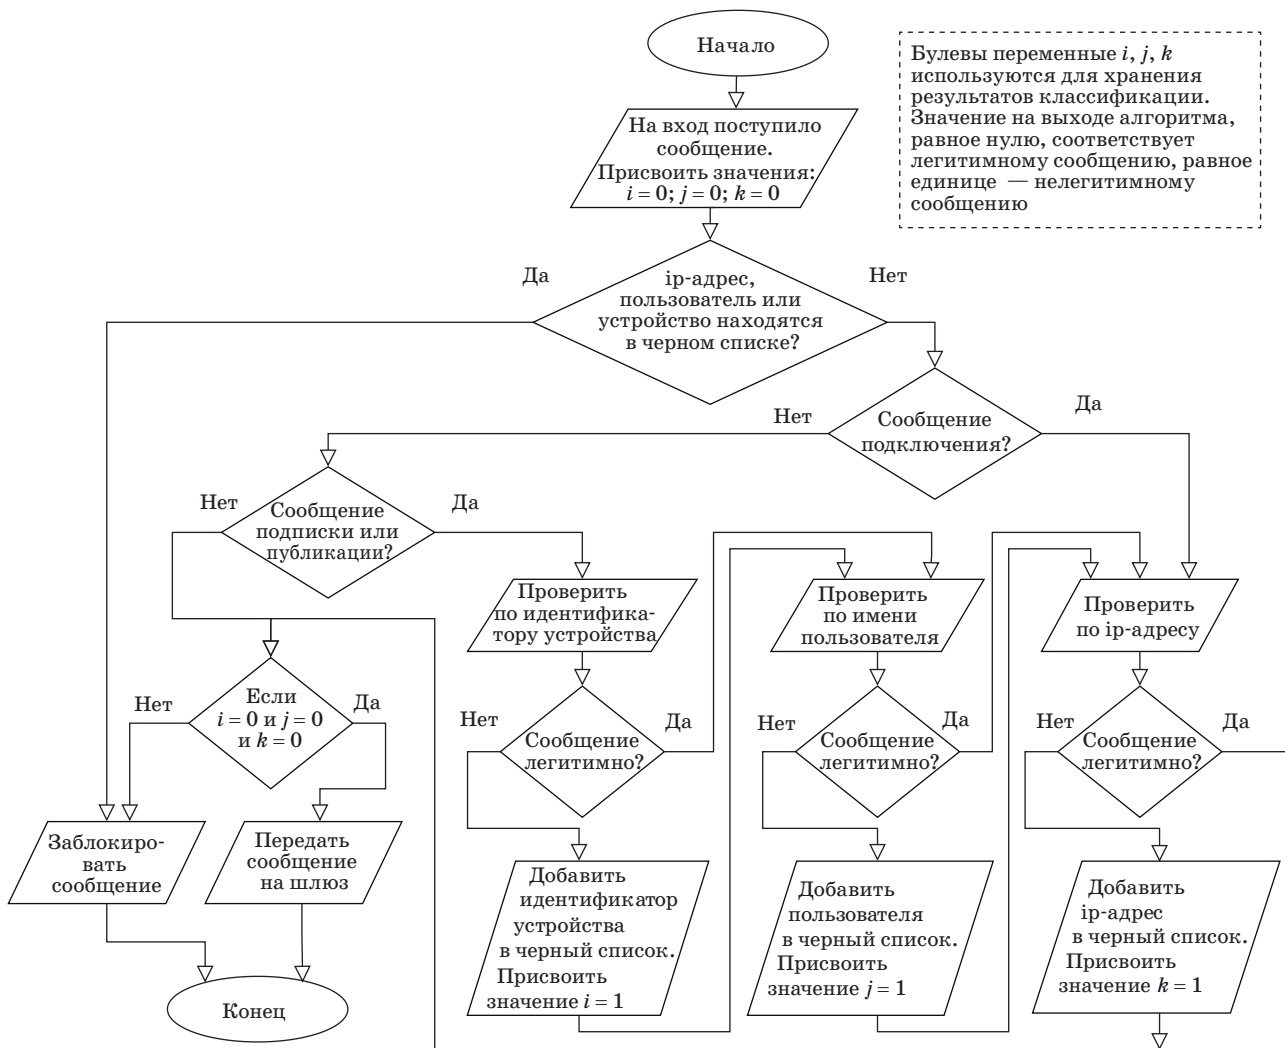 Начало
Булевы переменные i, j, k
используются для хранения
результатов классификации.
Значение на выходе алгоритма,
равное нулю, соответствует
легитимному сообщению, равное
единице — нелегитимному
сообщению
На вход поступило
сообщение.
Присвоить значения:
i = 0; j = 0; k = 0
Да
ip-адрес,
пользователь или
устройство находятся
в черном списке?
Нет
Нет
Сообщение
подключения?
Да
Нет
Сообщение
подписки или
публикации?
Да
Проверить
по идентифика-
тору устройства
Проверить
по имени
пользователя
Проверить
по ip-адресу
Нет
Если
i = 0 и j = 0
и k = 0
Да
Нет
Сообщение
легитимно?
Да
Нет
Сообщение
легитимно?
Да
Нет
Сообщение
легитимно?
Да
Заблокиро-
вать
сообщение
Передать
сообщение
на шлюз
Добавить
идентификатор
устройства
в черный список.
Присвоить
значение i = 1
Добавить
пользователя
в черный список.
Присвоить
значение j = 1
Добавить
ip-адрес
в черный список.
Присвоить
значение k = 1
Конец